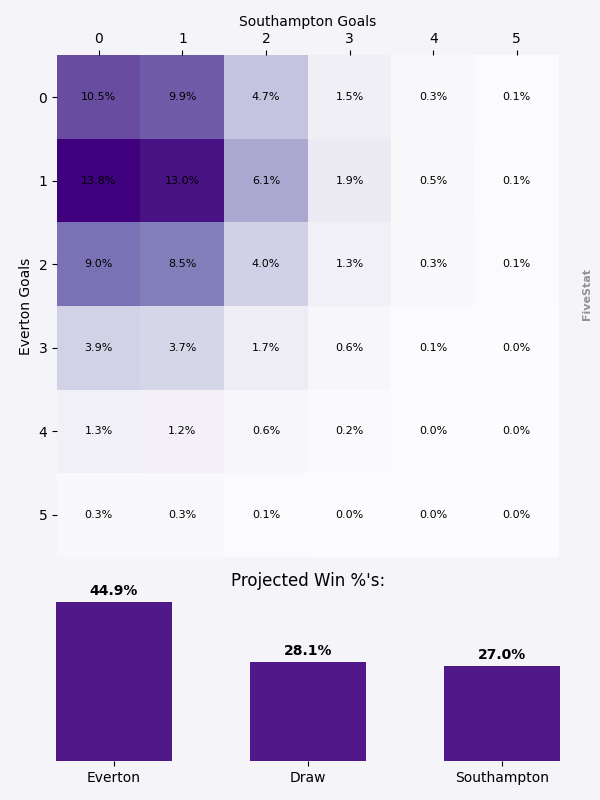 Southampton Goals
0 1 2 3 4 5
0 10.5% 9.9% 4.7% 1.5% 0.3% 0.1%
1 13.8% 13.0% 6.1% 1.9% 0.5% 0.1%
2 9.0% 8.5% 4.0% 1.3% 0.3% 0.1%
3 3.9% 3.7% 1.7% 0.6% 0.1% 0.0%
4 1.3% 1.2% 0.6% 0.2% 0.0% 0.0%
5 0.3% 0.3% 0.1% 0.0% 0.0% 0.0%
Everton Goals
FiveStat
Projected Win %'s:
44.9% 28.1% 27.0%
Everton Draw Southampton